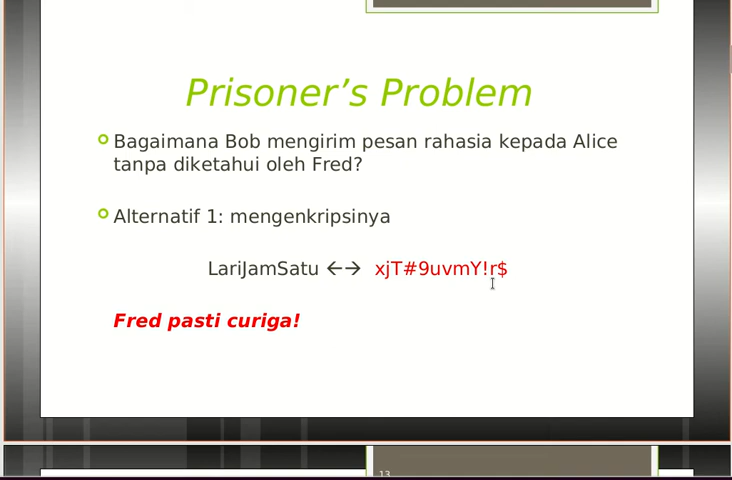 Prisoner’s Problem
Bagaimana Bob mengirim pesan rahasia kepada Alice
tanpa diketahui oleh Fred?
Alternatif 1: mengenkripsinya
LariJamSatu ←→ xjT#9uvmY!r$
Fred pasti curiga!
13